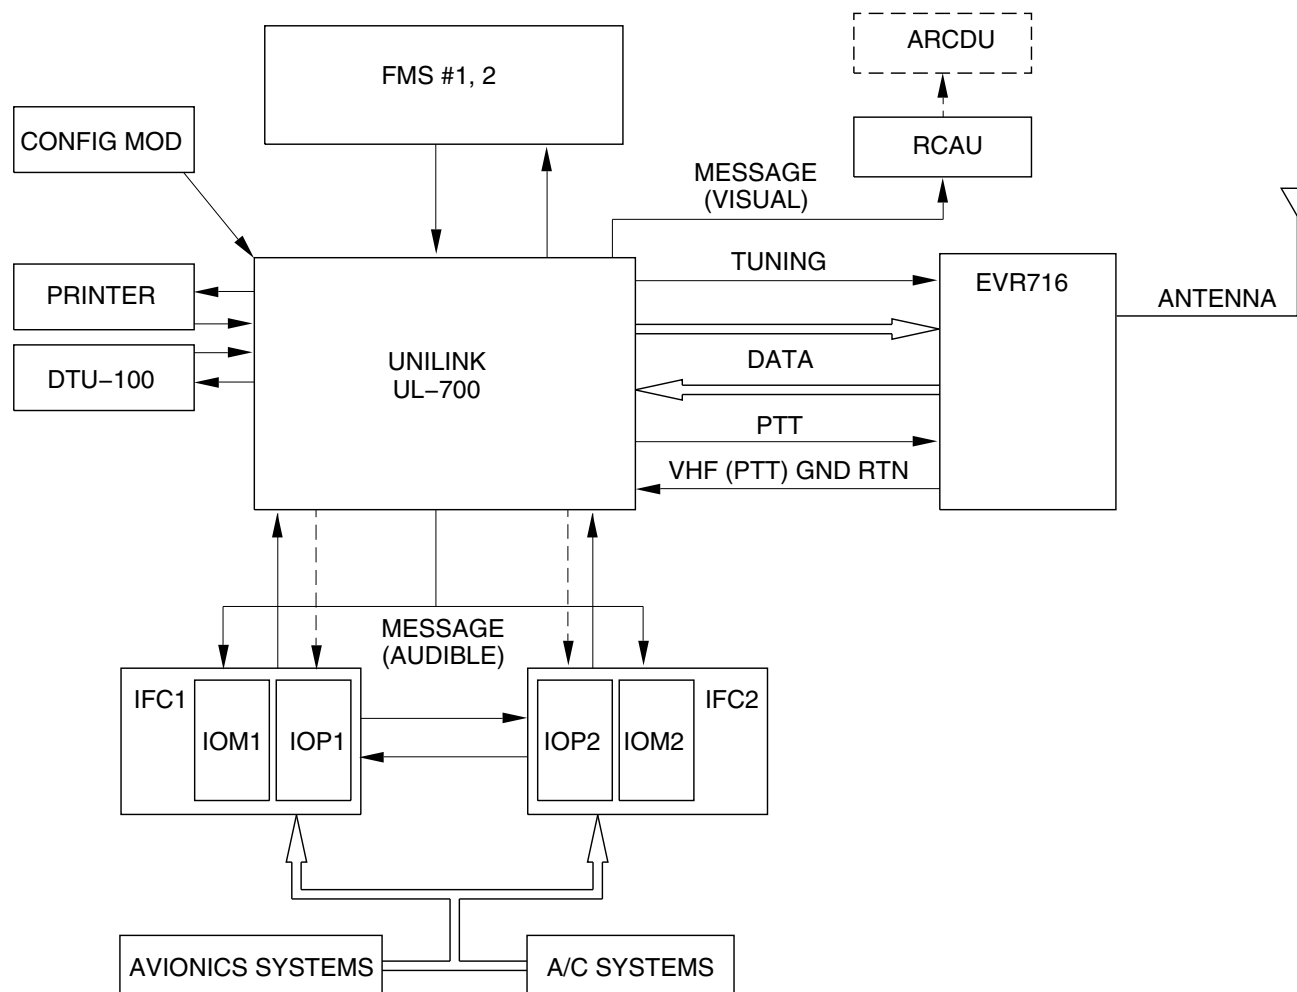 ARCDU
FMS #1, 2
CONFIG MOD
RCAU
MESSAGE
(VISUAL)
TUNING
EVR716
PRINTER
ANTENNA
UNILINK
UL−700
DATA
DTU−100
PTT
VHF (PTT) GND RTN
MESSAGE
(AUDIBLE)
IFC1
IFC2
IOM1
IOP1
IOP2
IOM2
AVIONICS SYSTEMS
A/C SYSTEMS